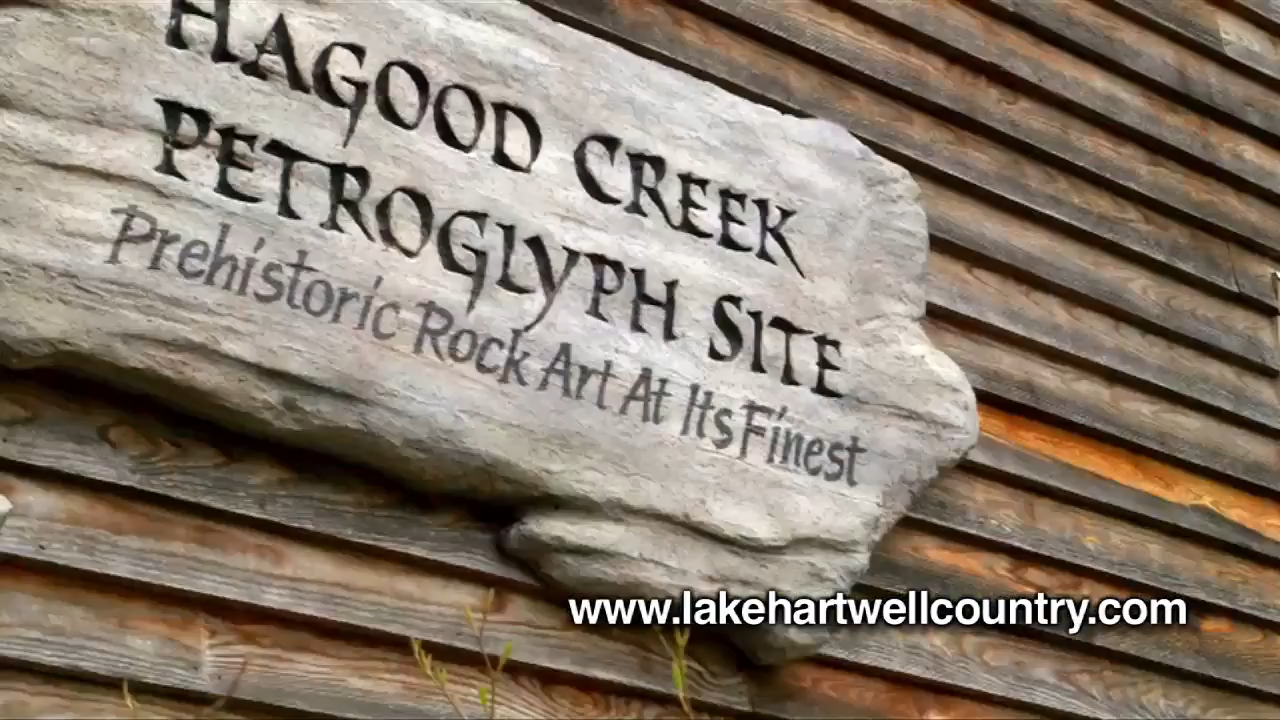 HAGOOD CREEK
PETROGLYPH SITE
Prehistoric Rock Art At Its Finest
www.lakehartwellcountry.com